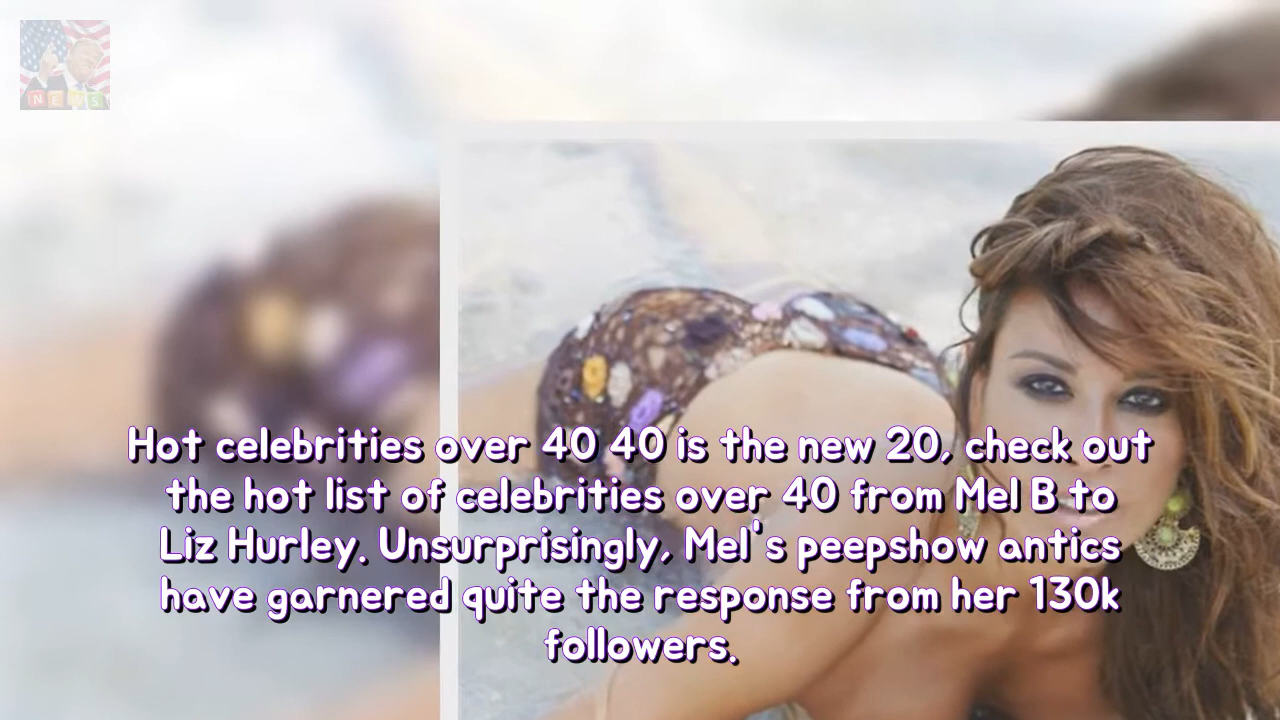 NEWS
Hot celebrities over 40 40 is the new 20, check out
the hot list of celebrities over 40 from Mel B to
Liz Hurley. Unsurprisingly, Mel's peepshow antics
have garnered quite the response from her 130k
followers.